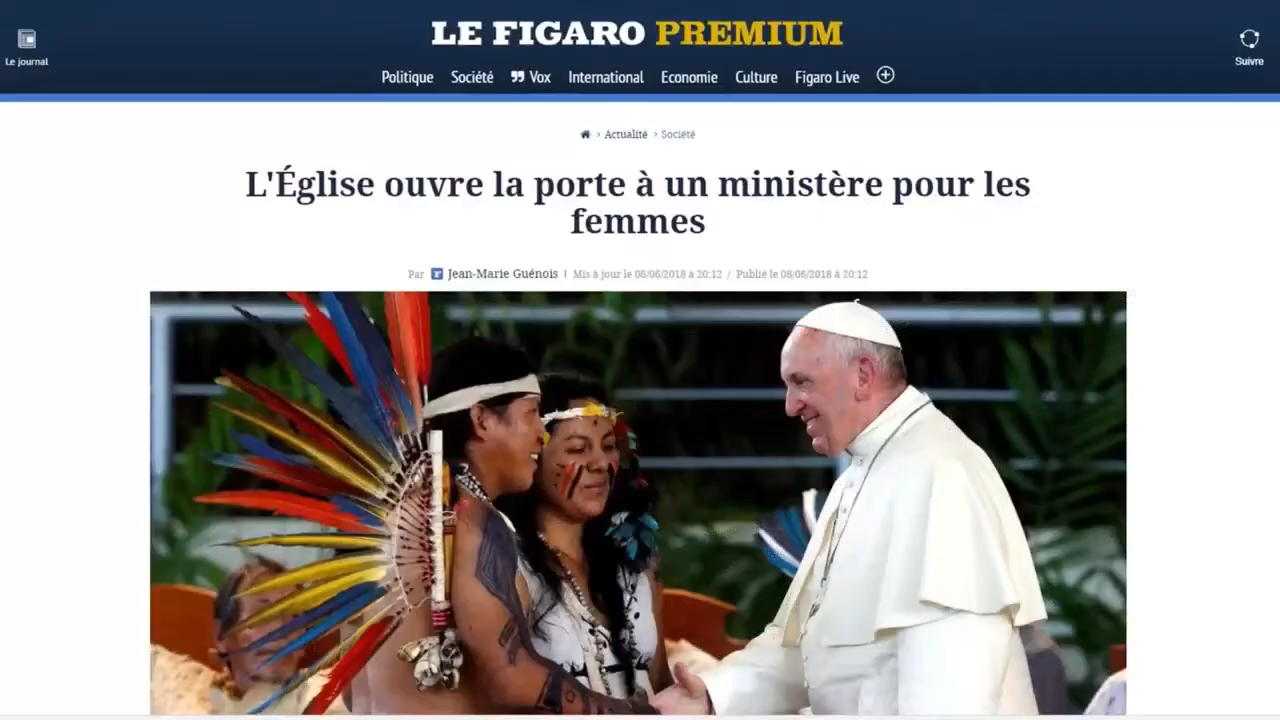 LE FIGARO PREMIUM
Le journal
Suivre
Politique Société Vox International Economie Culture Figaro Live
Actualité Société
L'Église ouvre la porte à un ministère pour les
femmes
Par Jean-Marie Guénois | Mis à jour le 08/06/2018 à 20:12 / Publié le 08/06/2018 à 20:12